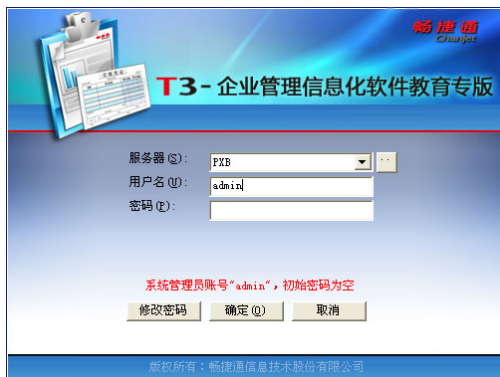 畅捷通
Chanjet
T3-企业管理信息化软件教育专版
服务器(S): PXB
用户名(U): admin
密码(P):
系统管理员账号"admin"，初始密码为空
修改密码 确定(O) 取消
版权所有：畅捷通信息技术股份有限公司